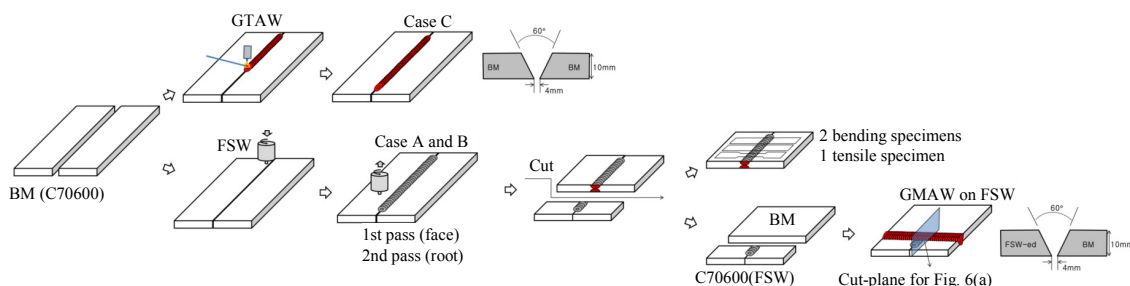 GTAW
Case C
60°
BM
BM
10mm
4mm
BM (C70600)
FSW
Case A and B
1st pass (face)
2nd pass (root)
Cut
2 bending specimens
1 tensile specimen
BM
C70600(FSW)
GMAW on FSW
Cut-plane for Fig. 6(a)
60°
FSW-ed
BM
10mm
4mm